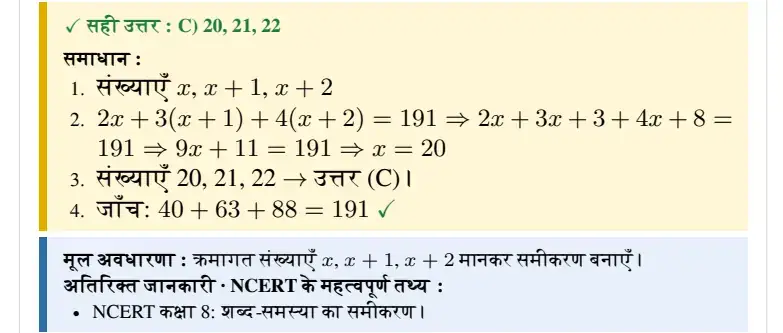 ✓ सही उत्तर : C) 20, 21, 22
समाधान :
1. संख्याएँ x, x + 1, x + 2
2. 2x + 3(x + 1) + 4(x + 2) = 191 ⇒ 2x + 3x + 3 + 4x + 8 =
191 ⇒ 9x + 11 = 191 ⇒ x = 20
3. संख्याएँ 20, 21, 22 → उत्तर (C)।
4. जाँच: 40 + 63 + 88 = 191 ✓
मूल अवधारणा : क्रमागत संख्याएँ x, x + 1, x + 2 मानकर समीकरण बनाएँ।
अतिरिक्त जानकारी · NCERT के महत्वपूर्ण तथ्य :
• NCERT कक्षा 8: शब्द-समस्या का समीकरण।